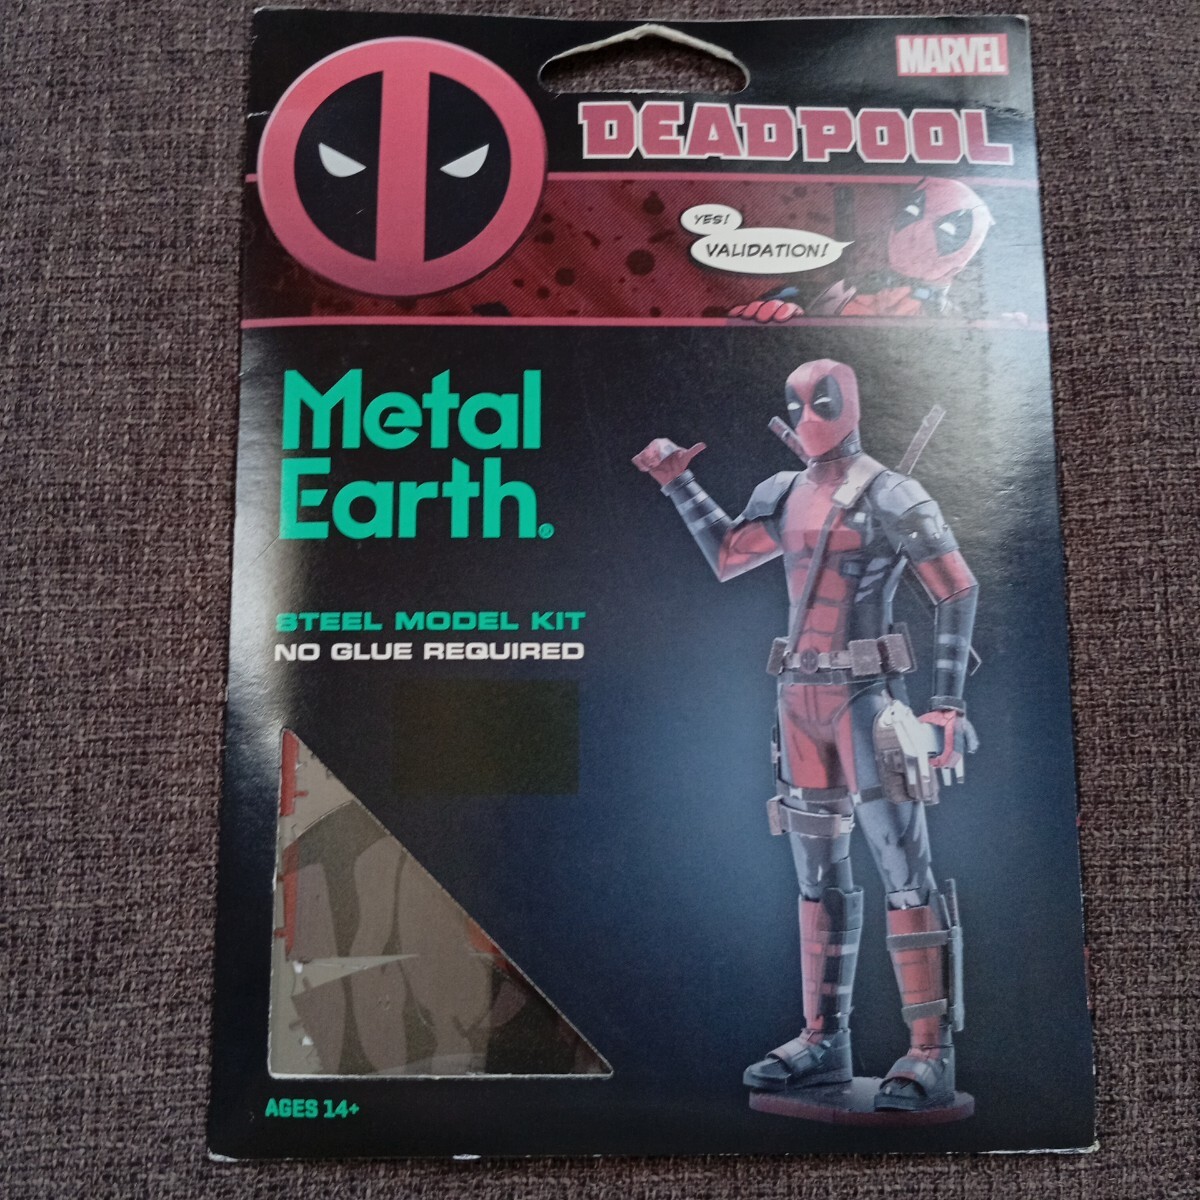 MARVEL
DEADPOOL
YES!
VALIDATION!
Metal
Earth®
STEEL MODEL KIT
NO GLUE REQUIRED
AGES 14+